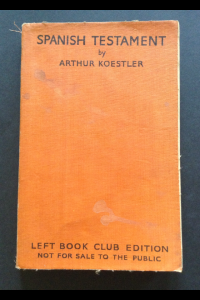 SPANISH TESTAMENT
by
ARTHUR KOESTLER
LEFT BOOK CLUB EDITION
NOT FOR SALE TO THE PUBLIC